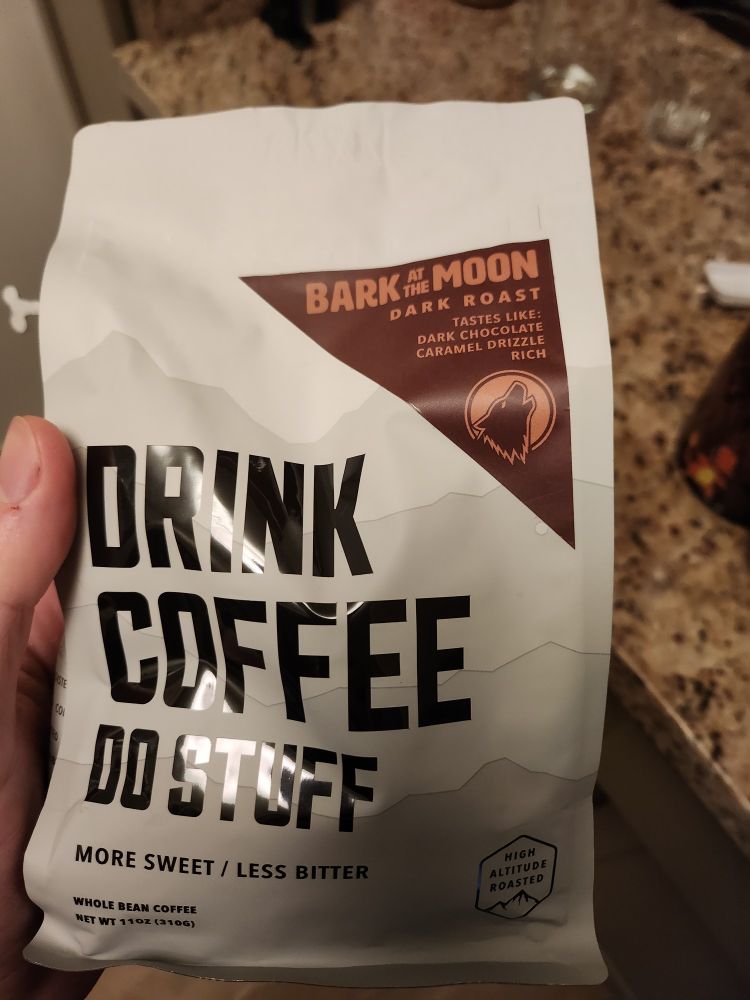 BARK AT THE MOON
DARK ROAST
TASTES LIKE:
DARK CHOCOLATE
CARAMEL DRIZZLE
RICH
DRINK
COFFEE
DO STUFF
MORE SWEET / LESS BITTER
WHOLE BEAN COFFEE
NET WT 11OZ (310G)
HIGH
ALTITUDE
ROASTED